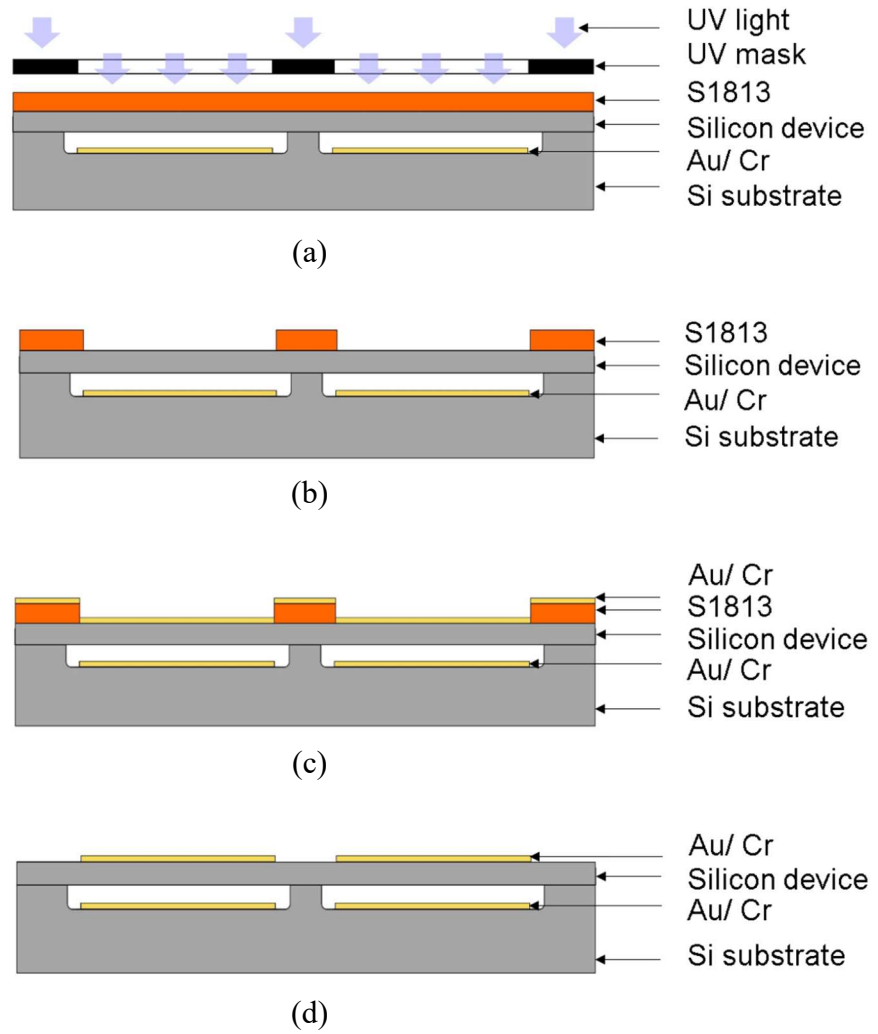 UV light
UV mask
S1813
Silicon device
Au/ Cr
Si substrate
(a)
S1813
Silicon device
Au/ Cr
Si substrate
(b)
Au/ Cr
S1813
Silicon device
Au/ Cr
Si substrate
(c)
Au/ Cr
Silicon device
Au/ Cr
Si substrate
(d)